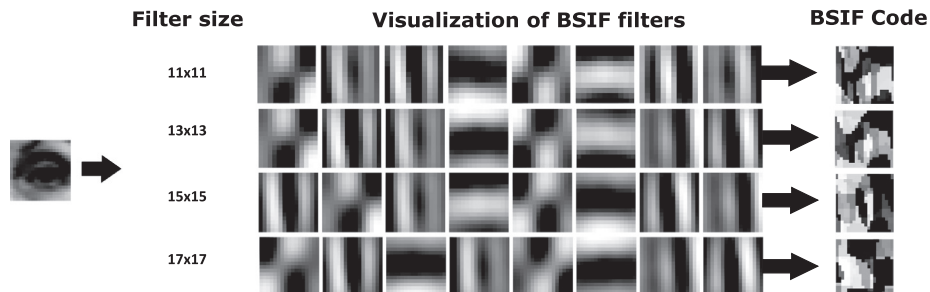 Filter size
Visualization of BSIF filters
BSIF Code
11x11
13x13
15x15
17x17